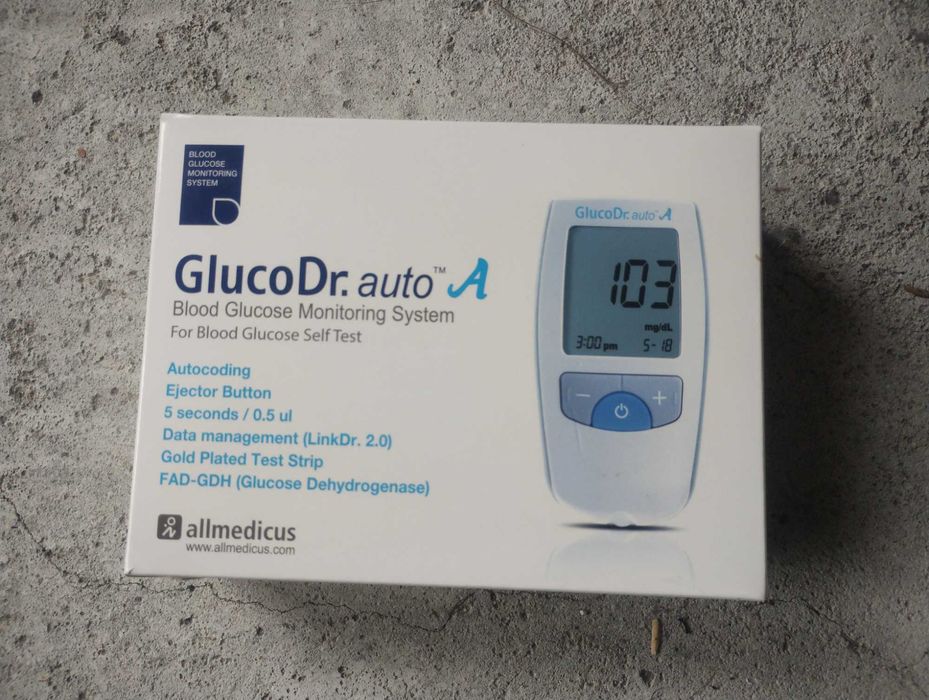 BLOOD
GLUCOSE
MONITORING
SYSTEM
GlucoDr. auto™ A
Blood Glucose Monitoring System
For Blood Glucose Self Test
Autocoding
Ejector Button
5 seconds / 0.5 ul
Data management (LinkDr. 2.0)
Gold Plated Test Strip
FAD-GDH (Glucose Dehydrogenase)
allmedicus
www.allmedicus.com
GlucoDr. auto™ A
103
mg/dL
3:00 pm 5-18
− +